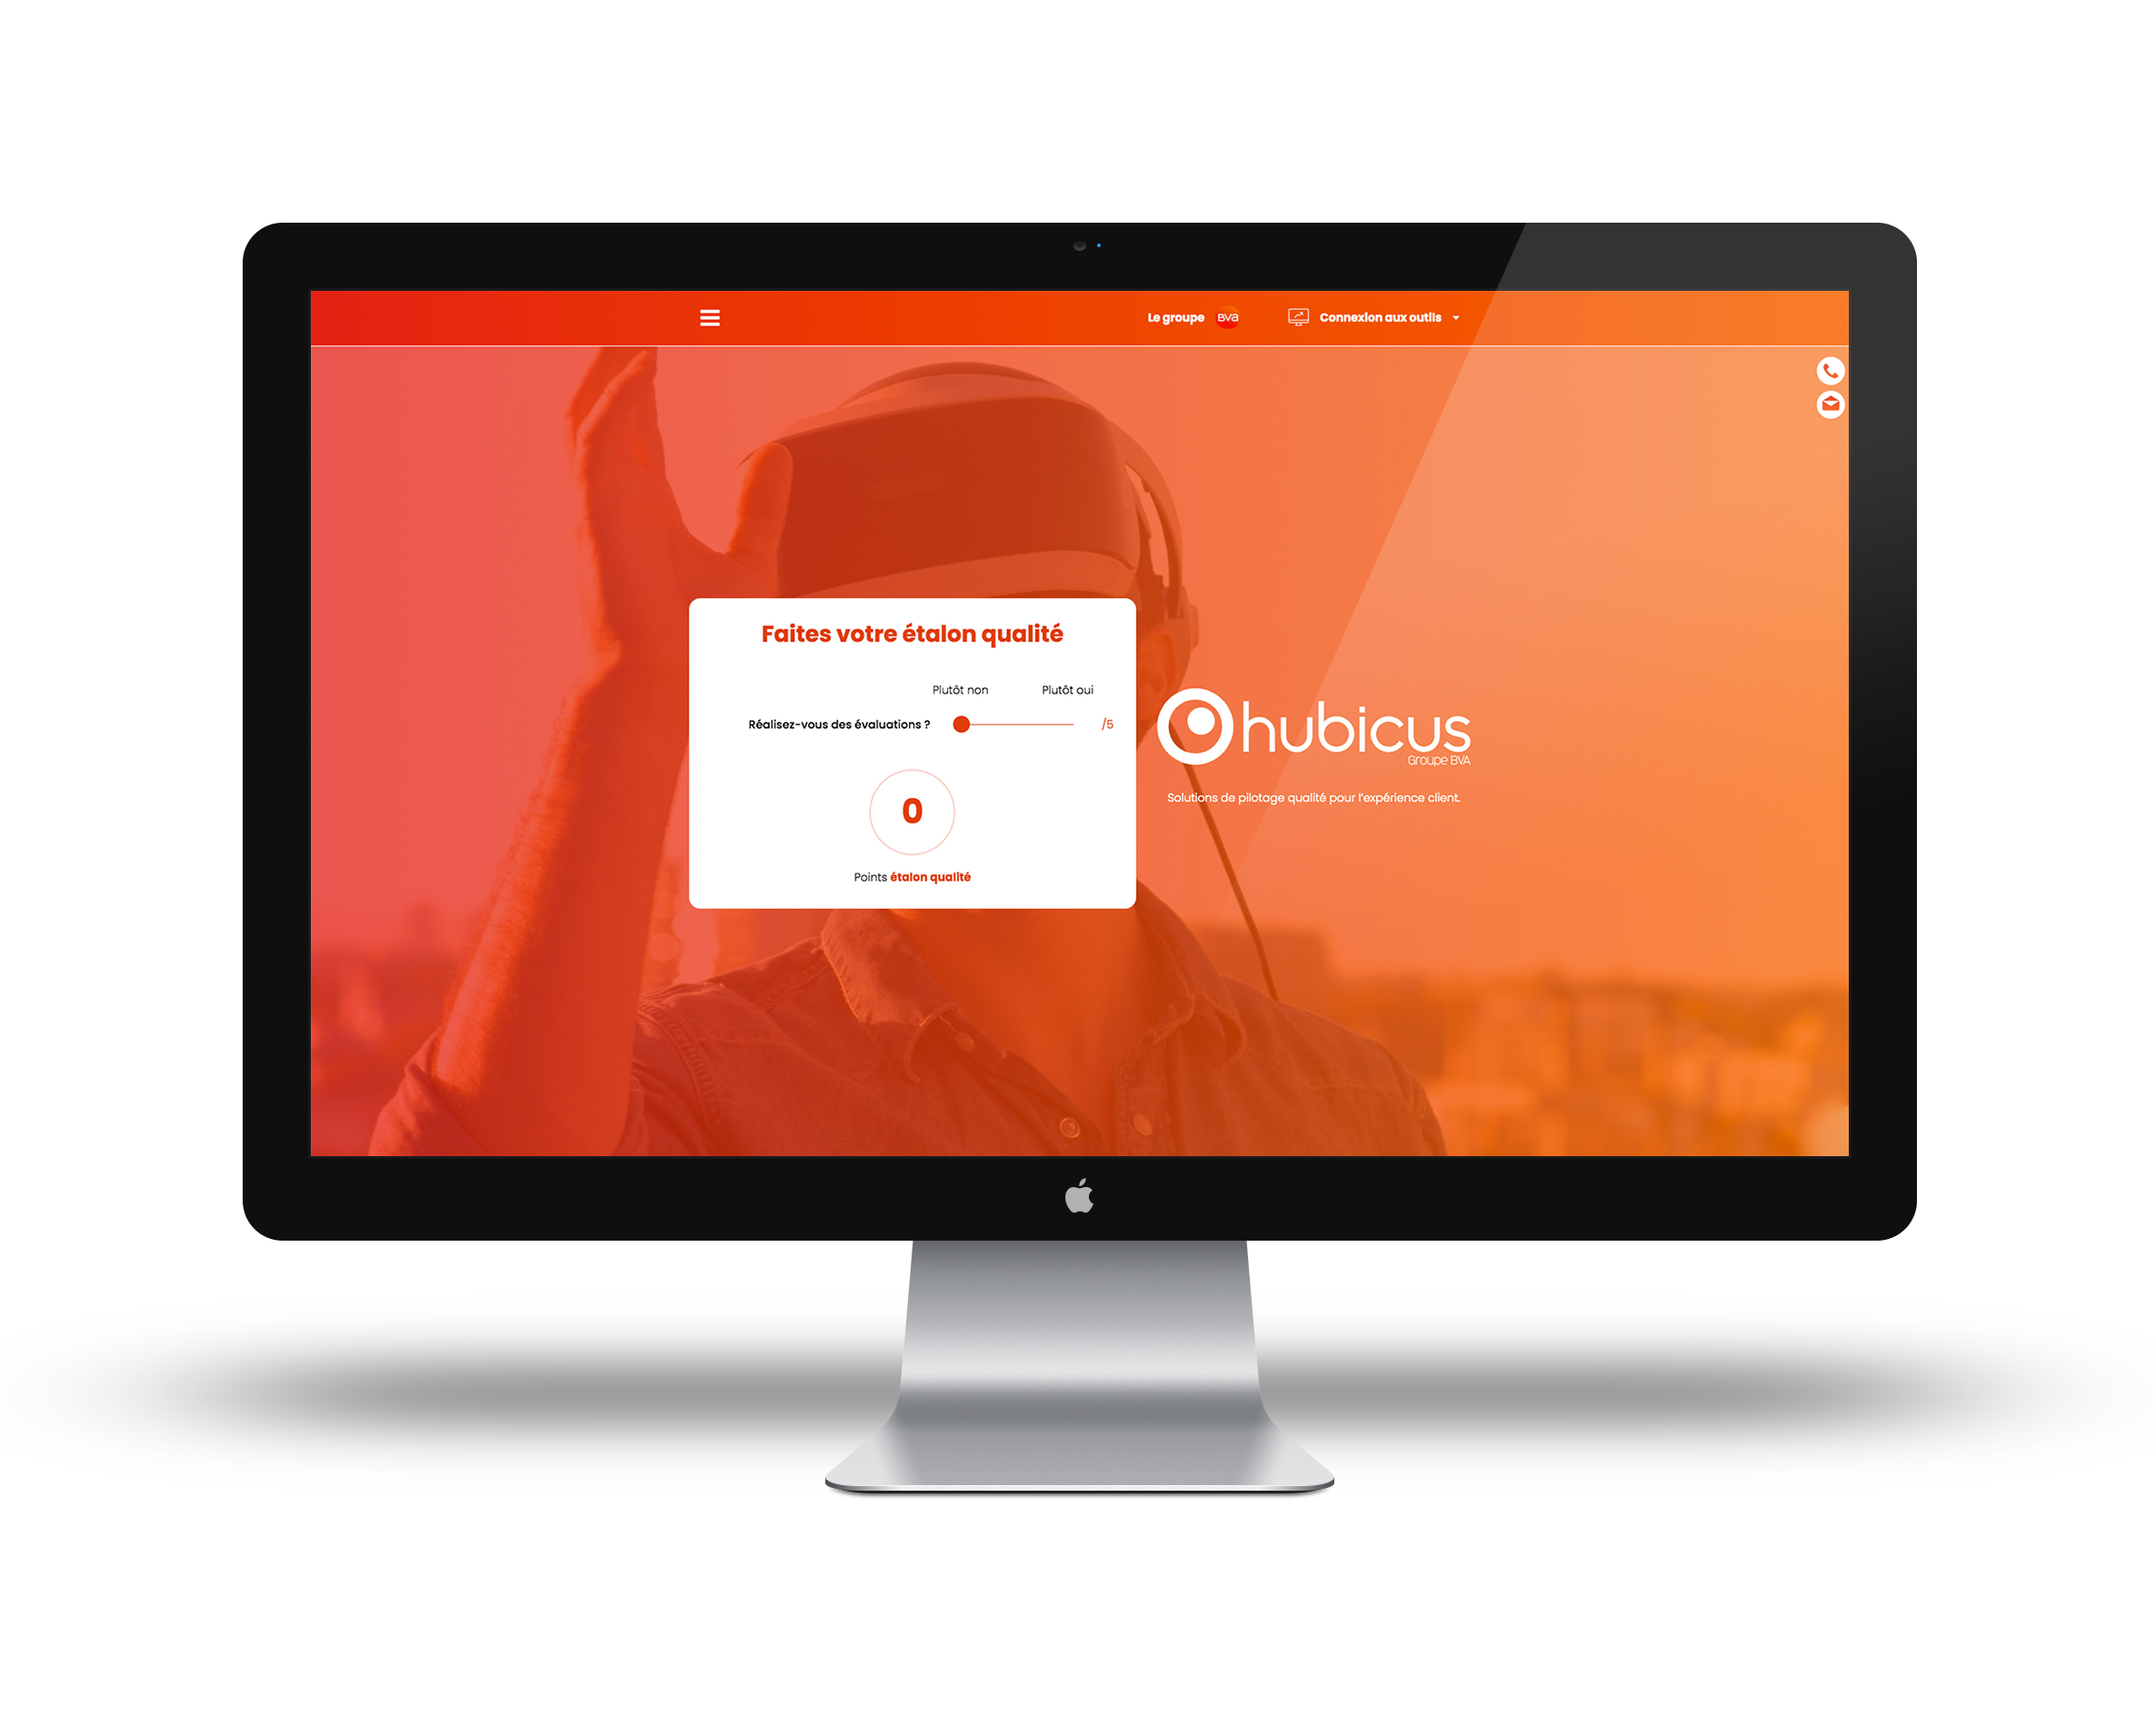 Le groupe BVA Connexion aux outils
Faites votre étalon qualité
Plutôt non Plutôt oui
Réalisez-vous des évaluations ? /5
0
Points étalon qualité
hubicus
Groupe BVA
Solutions de pilotage qualité pour l'expérience client.